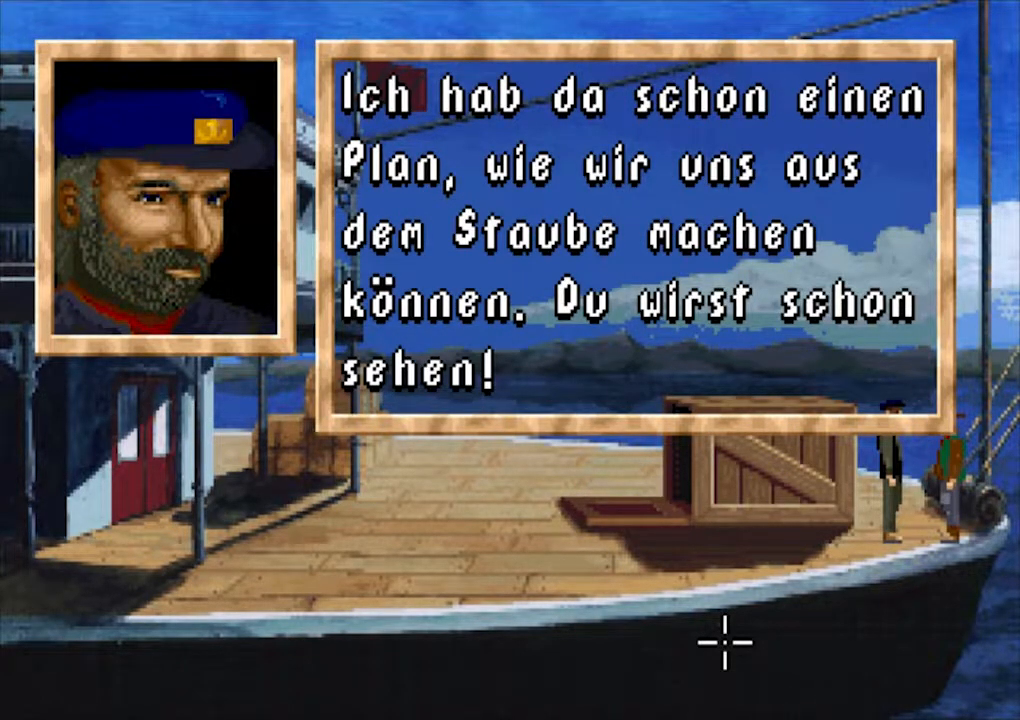 Ich hab da schon einen
Plan, wie wir uns aus
dem Staube machen
können. Du wirst schon
sehen!